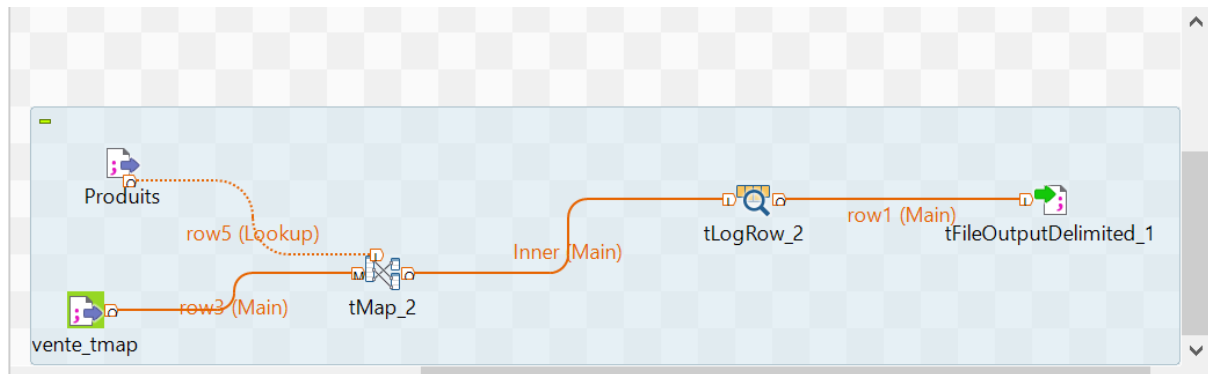 Produits
row5 (Lookup)
Inner (Main)
tLogRow_2
row1 (Main)
tFileOutputDelimited_1
row3 (Main)
tMap_2
vente_tmap